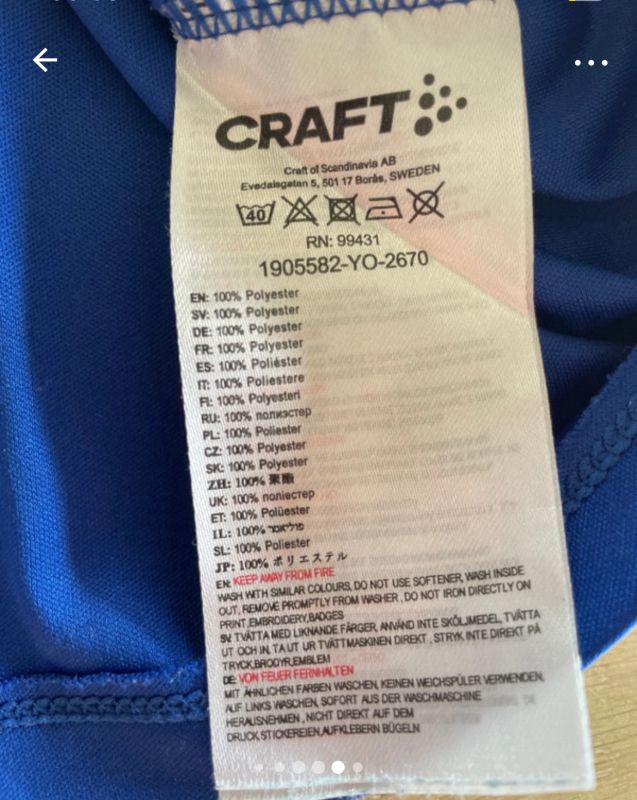 CRAFT
Craft of Scandinavia AB
Evedalsgatan 5, 501 17 Borås, SWEDEN
40
RN: 99431
1905582-YO-2670
EN: 100% Polyester
SV: 100% Polyester
DE: 100% Polyester
FR: 100% Polyester
ES: 100% Poliéster
IT: 100% Poliestere
FI: 100% Polyesteri
RU: 100% полиэстер
PL: 100% Poliester
CZ: 100% Polyester
SK: 100% Polyester
ZH: 100% 聚酯
UK: 100% поліестер
ET: 100% Polüester
IL: 100% פוליאסטר
SL: 100% Poliester
JP: 100% ポリエステル
EN: KEEP AWAY FROM FIRE
WASH WITH SIMILAR COLOURS, DO NOT USE SOFTENER, WASH INSIDE
OUT, REMOVE PROMPTLY FROM WASHER , DO NOT IRON DIRECTLY ON
PRINT,EMBROIDERY,BADGES
SV: TVÄTTA MED LIKNANDE FÄRGER, ANVÄND INTE SKÖLJMEDEL, TVÄTTA
UT OCH IN, TA UT UR TVÄTTMASKINEN DIREKT , STRYK INTE DIREKT PÅ
TRYCK,BRODYR,EMBLEM
DE: VON FEUER FERNHALTEN
MIT ÄHNLICHEN FARBEN WASCHEN, KEINEN WEICHSPÜLER VERWENDEN,
AUF LINKS WASCHEN, SOFORT AUS DER WASCHMASCHINE
HERAUSNEHMEN , NICHT DIREKT AUF DEM
DRUCK,STICKEREIEN,AUFKLEBERN BÜGELN